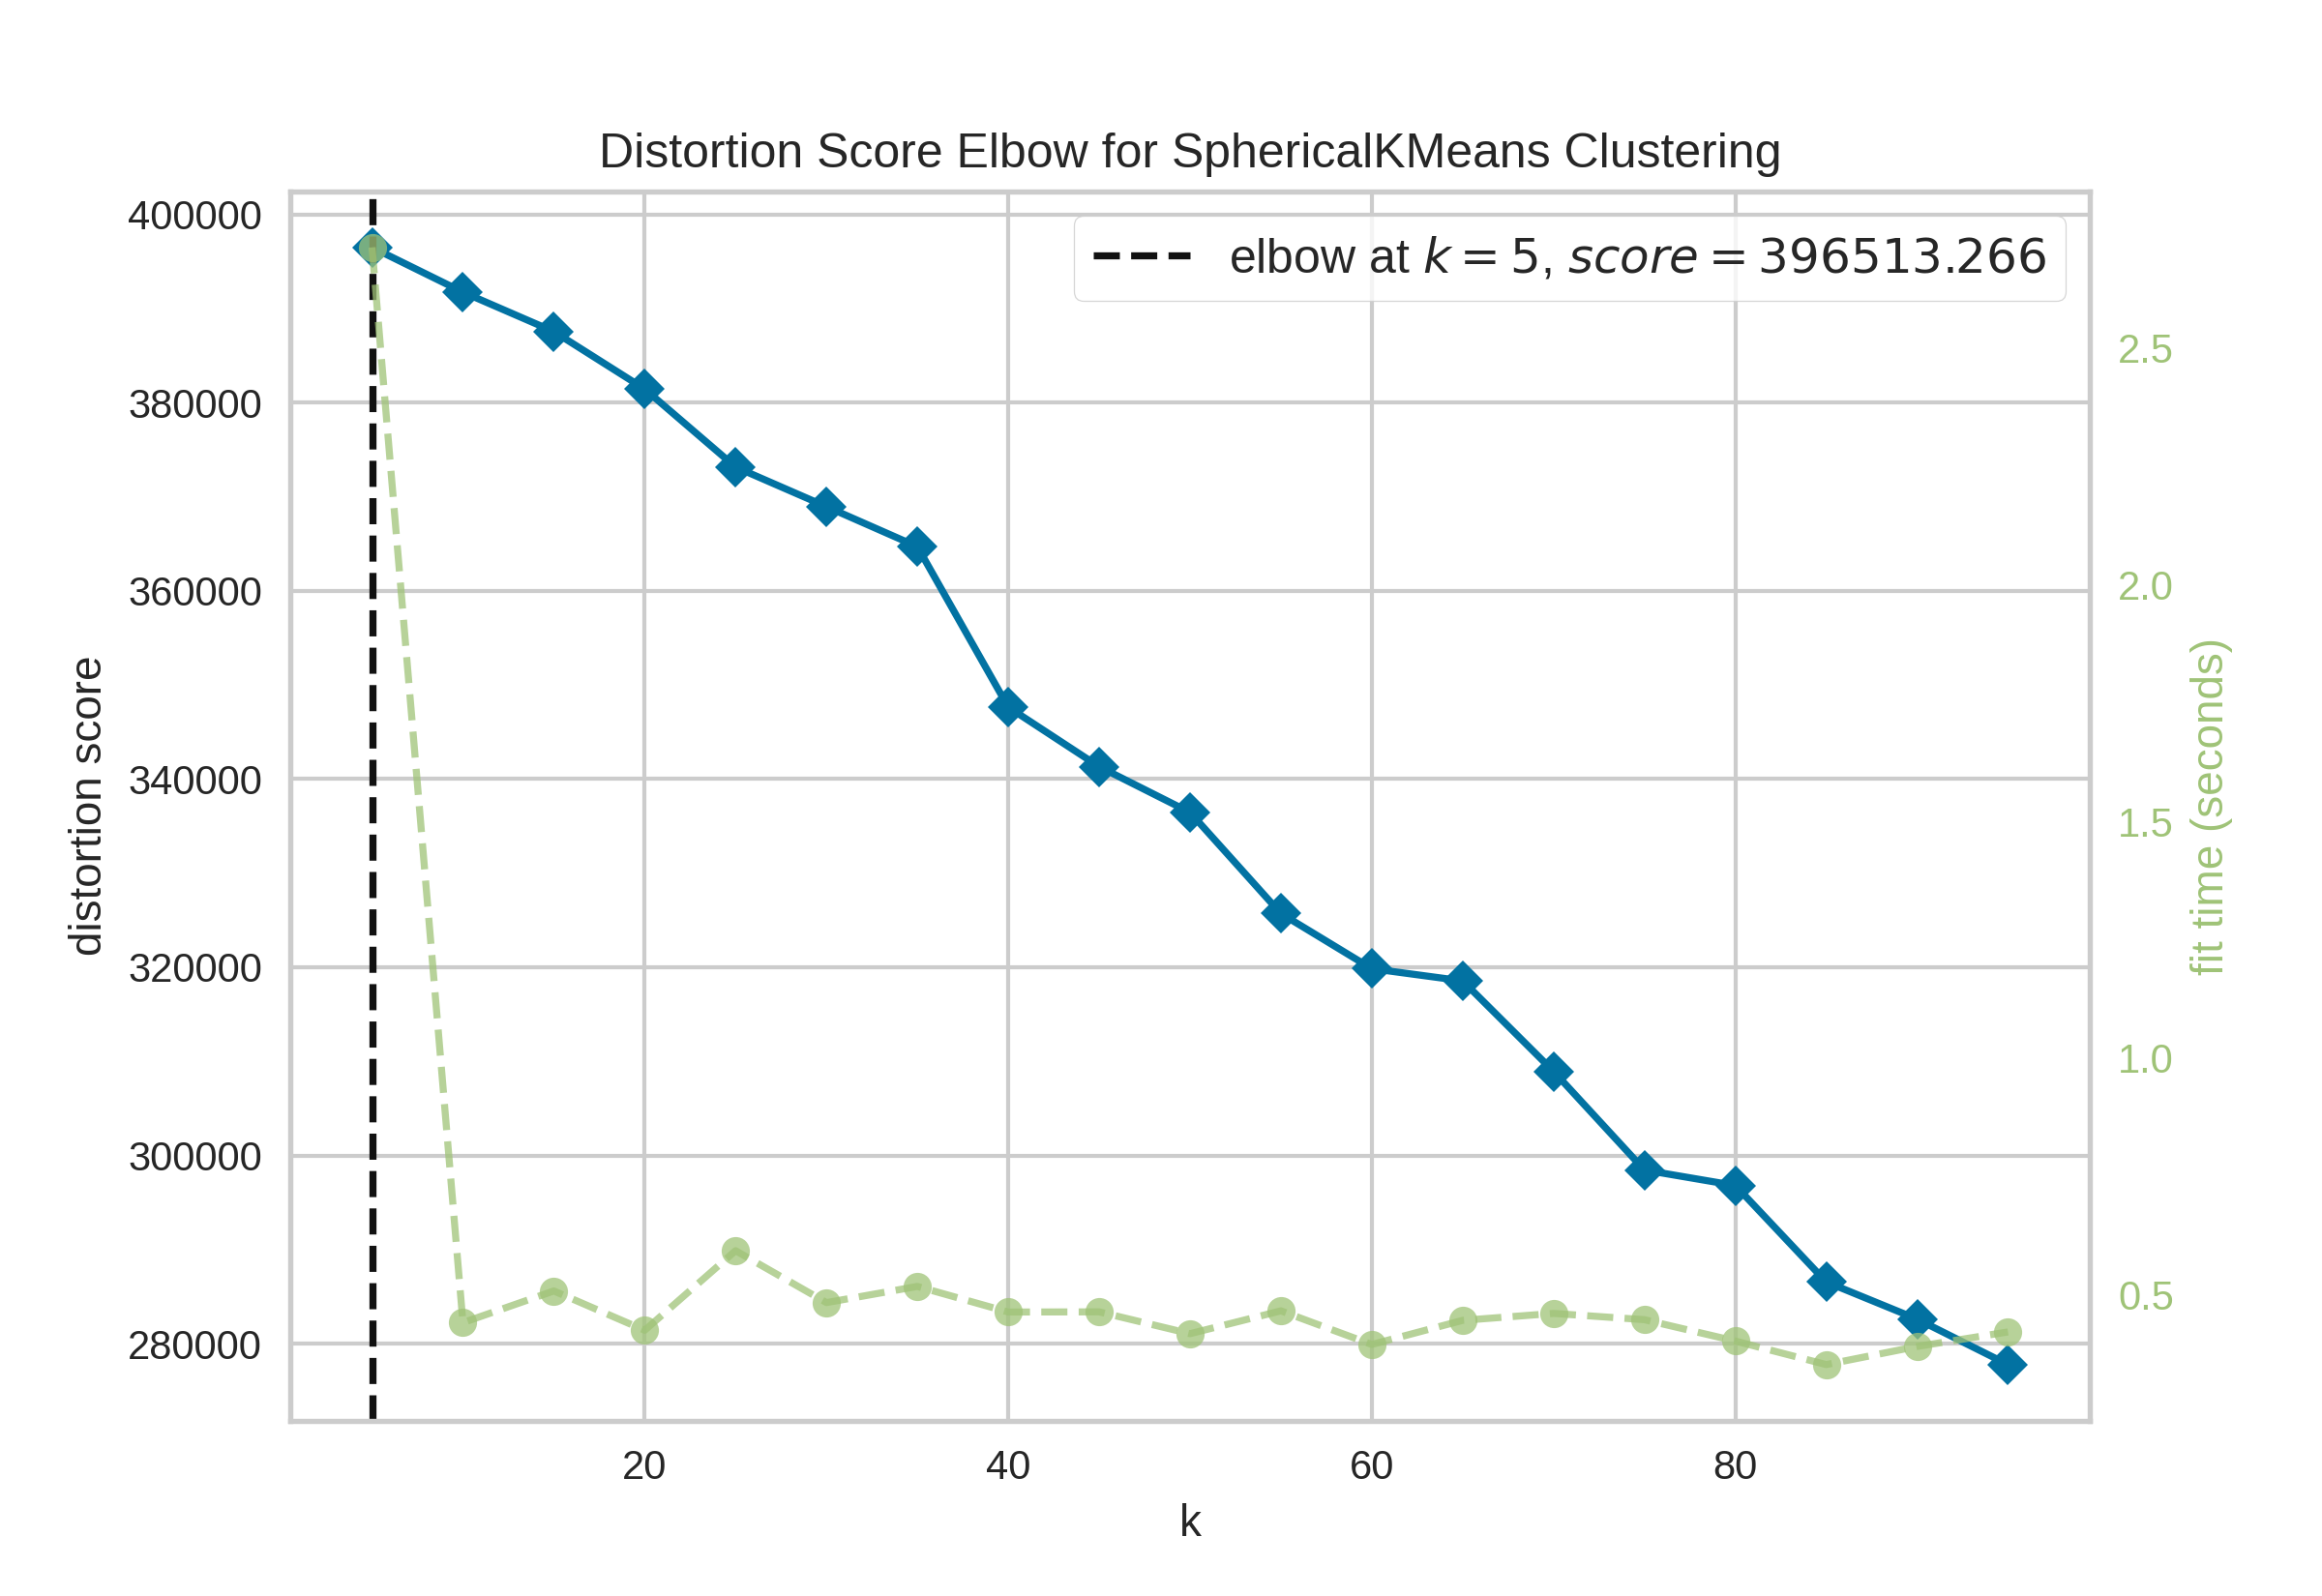 Distortion Score Elbow for SphericalKMeans Clustering
elbow at k = 5, score = 396513.266
400000
380000
360000
340000
320000
300000
280000
distortion score
2.5
2.0
1.5
1.0
0.5
fit time (seconds)
20 40 60 80
k